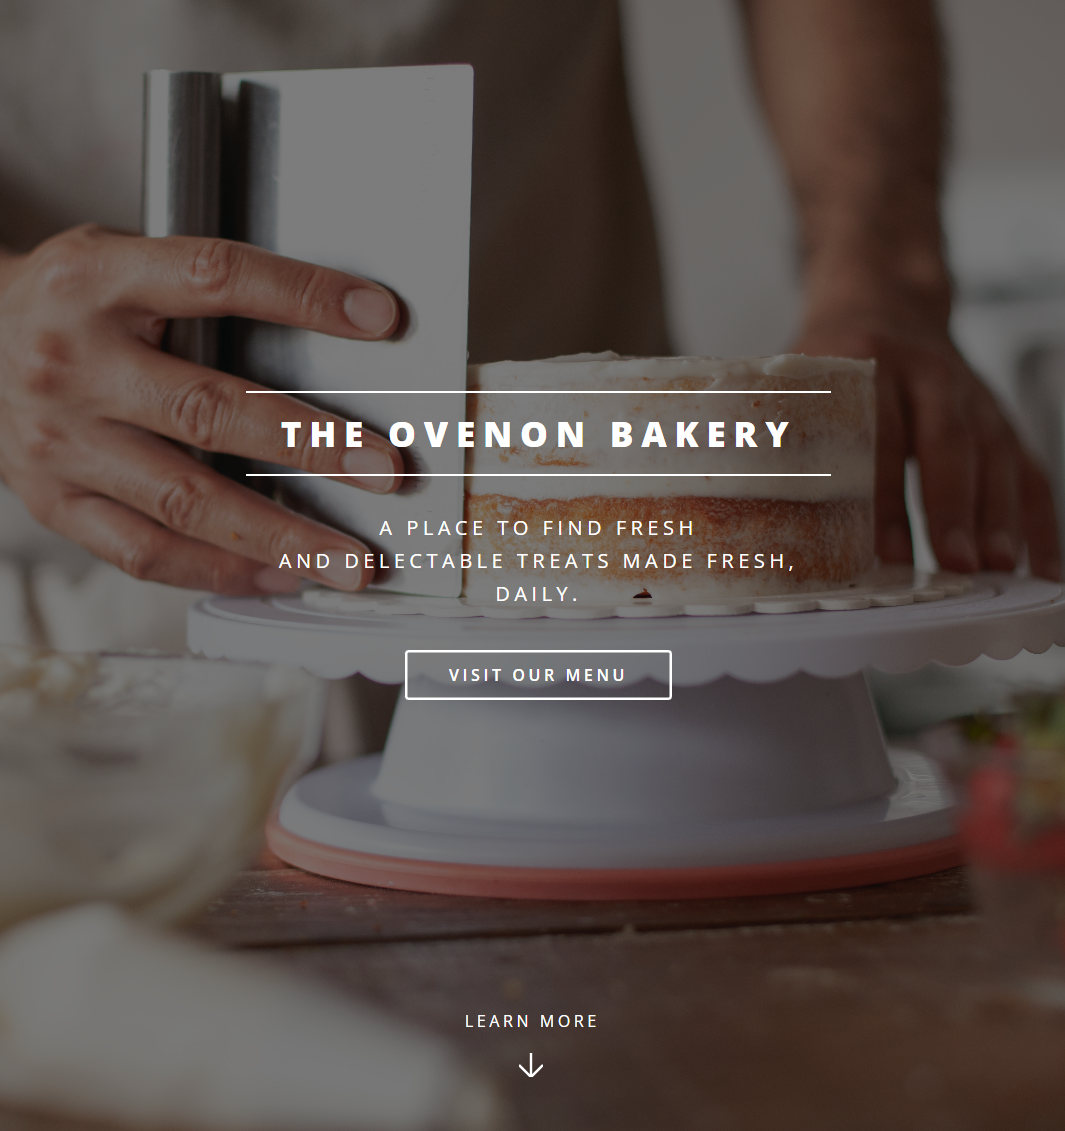 THE OVENON BAKERY
A PLACE TO FIND FRESH
AND DELECTABLE TREATS MADE FRESH,
DAILY.
VISIT OUR MENU
LEARN MORE